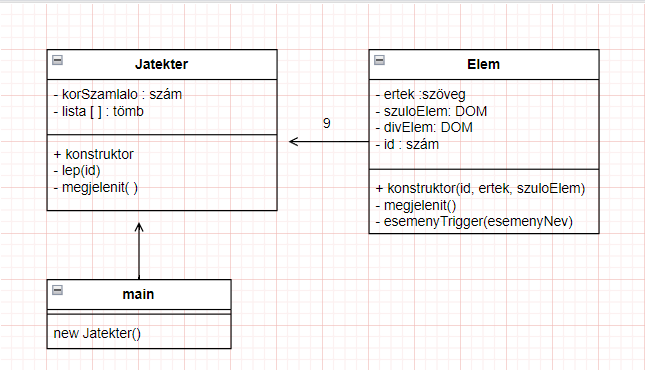 Jatekter
- korSzamlalo : szám
- lista [ ] : tömb
+ konstruktor
- lep(id)
- megjelenit( )
9
Elem
- ertek :szöveg
- szuloElem: DOM
- divElem: DOM
- id : szám
+ konstruktor(id, ertek, szuloElem)
- megjelenit()
- esemenyTrigger(esemenyNev)
main
new Jatekter()